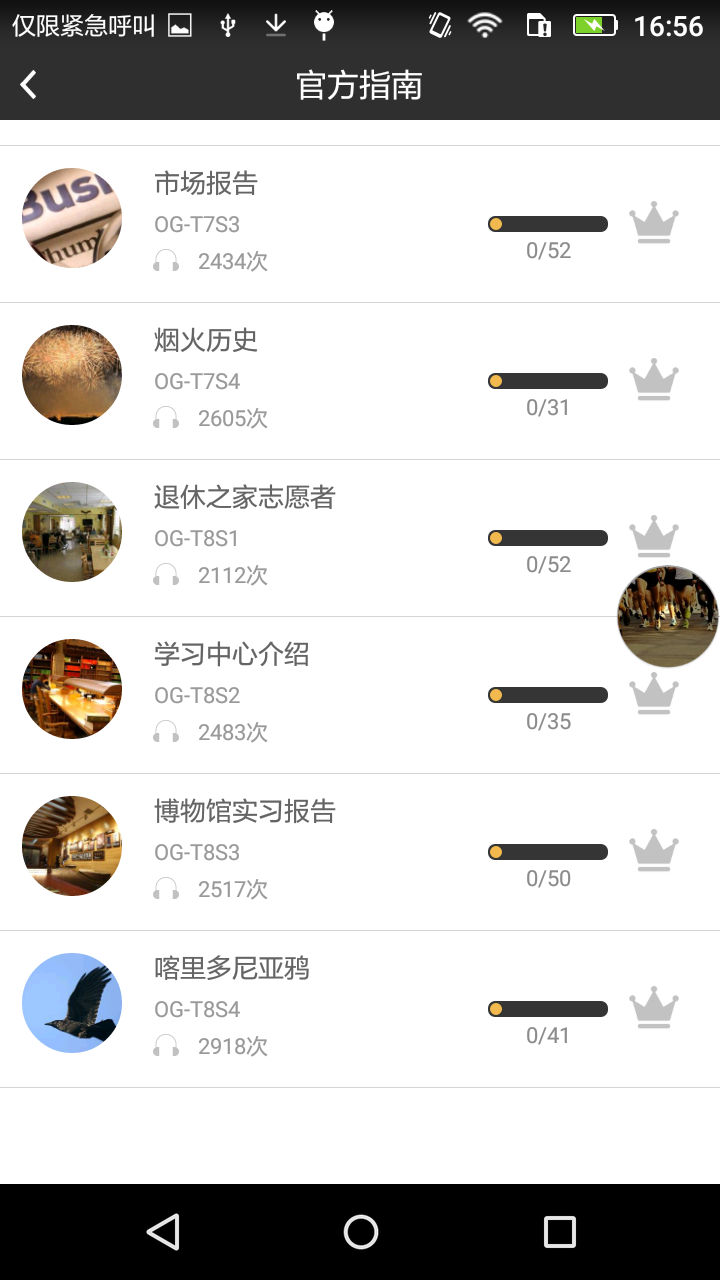 仅限紧急呼叫 16:56
官方指南
市场报告
OG-T7S3
0/52
2434次
烟火历史
OG-T7S4
0/31
2605次
退休之家志愿者
OG-T8S1
0/52
2112次
学习中心介绍
OG-T8S2
0/35
2483次
博物馆实习报告
OG-T8S3
0/50
2517次
喀里多尼亚鸦
OG-T8S4
0/41
2918次